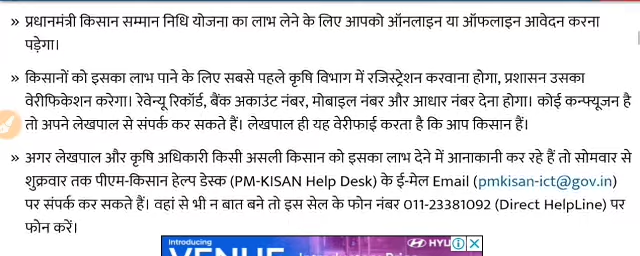 » प्रधानमंत्री किसान सम्मान निधि योजना का लाभ लेने के लिए आपको ऑनलाइन या ऑफलाइन आवेदन करना
पड़ेगा।
» किसानों को इसका लाभ पाने के लिए सबसे पहले कृषि विभाग में रजिस्ट्रेशन करवाना होगा, प्रशासन उसका
वेरीफिकेशन करेगा। रेवेन्यू रिकॉर्ड, बैंक अकाउंट नंबर, मोबाइल नंबर और आधार नंबर देना होगा। कोई कन्फ्यूजन है
तो अपने लेखपाल से संपर्क कर सकते हैं। लेखपाल ही यह वेरीफाई करता है कि आप किसान हैं।
» अगर लेखपाल और कृषि अधिकारी किसी असली किसान को इसका लाभ देने में आनाकानी कर रहे हैं तो सोमवार से
शुक्रवार तक पीएम-किसान हेल्प डेस्क (PM-KISAN Help Desk) के ई-मेल Email (pmkisan-ict@gov.in)
पर संपर्क कर सकते हैं। वहां से भी न बात बने तो इस सेल के फोन नंबर 011-23381092 (Direct HelpLine) पर
फोन करें।
Introducing
HYU